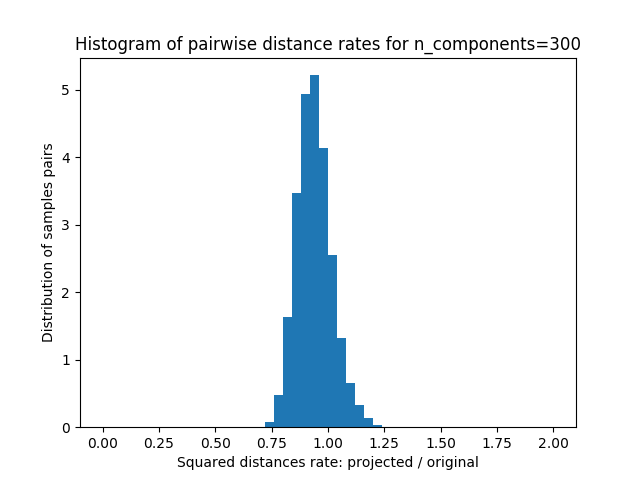 Histogram of pairwise distance rates for n_components=300
Distribution of samples pairs
5
4
3
2
1
0
0.00 0.25 0.50 0.75 1.00 1.25 1.50 1.75 2.00
Squared distances rate: projected / original